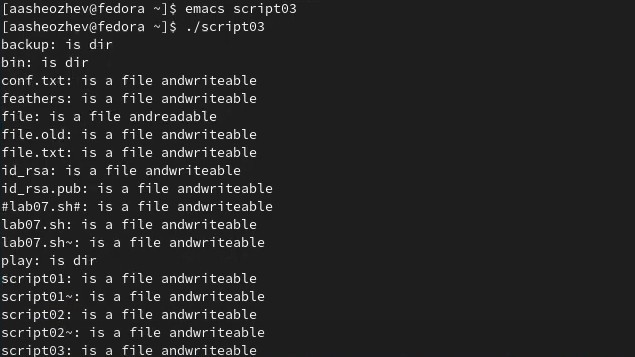 [aasheozhev@fedora ~]$ emacs script03
[aasheozhev@fedora ~]$ ./script03
backup: is dir
bin: is dir
conf.txt: is a file andwriteable
feathers: is a file andwriteable
file: is a file andreadable
file.old: is a file andwriteable
file.txt: is a file andwriteable
id_rsa: is a file andwriteable
id_rsa.pub: is a file andwriteable
#lab07.sh#: is a file andwriteable
lab07.sh: is a file andwriteable
lab07.sh~: is a file andwriteable
play: is dir
script01: is a file andwriteable
script01~: is a file andwriteable
script02: is a file andwriteable
script02~: is a file andwriteable
script03: is a file andwriteable